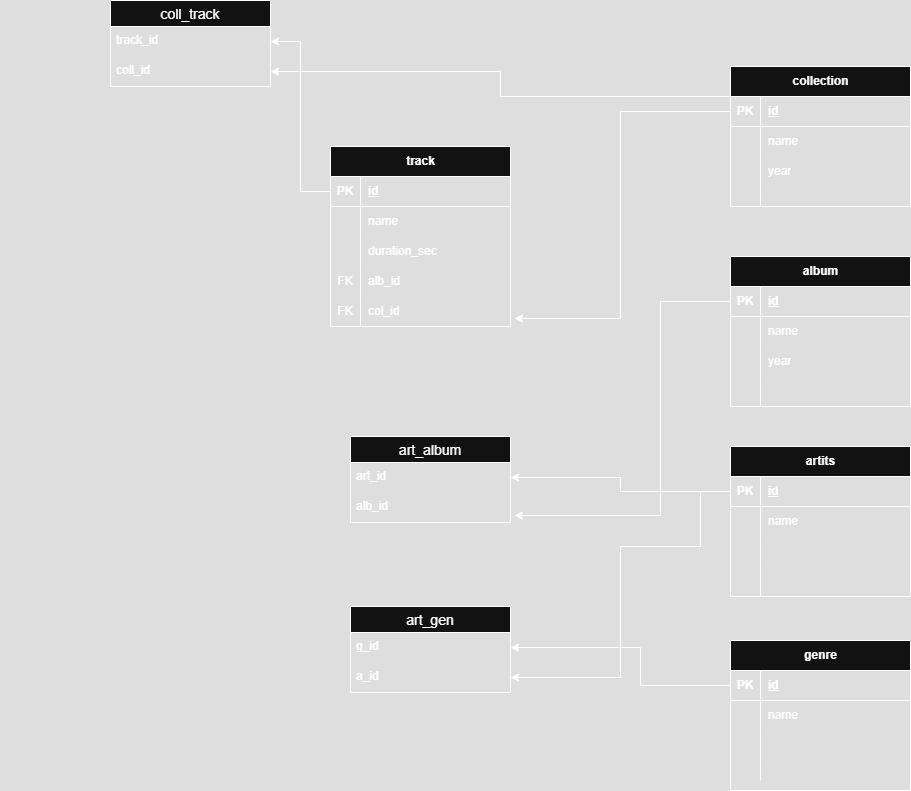 coll_track
track_id
coll_id
collection
PK id
name
year
track
PK id
name
duration_sec
FK alb_id
FK col_id
album
PK id
name
year
art_album
art_id
alb_id
artits
PK id
name
art_gen
g_id
a_id
genre
PK id
name